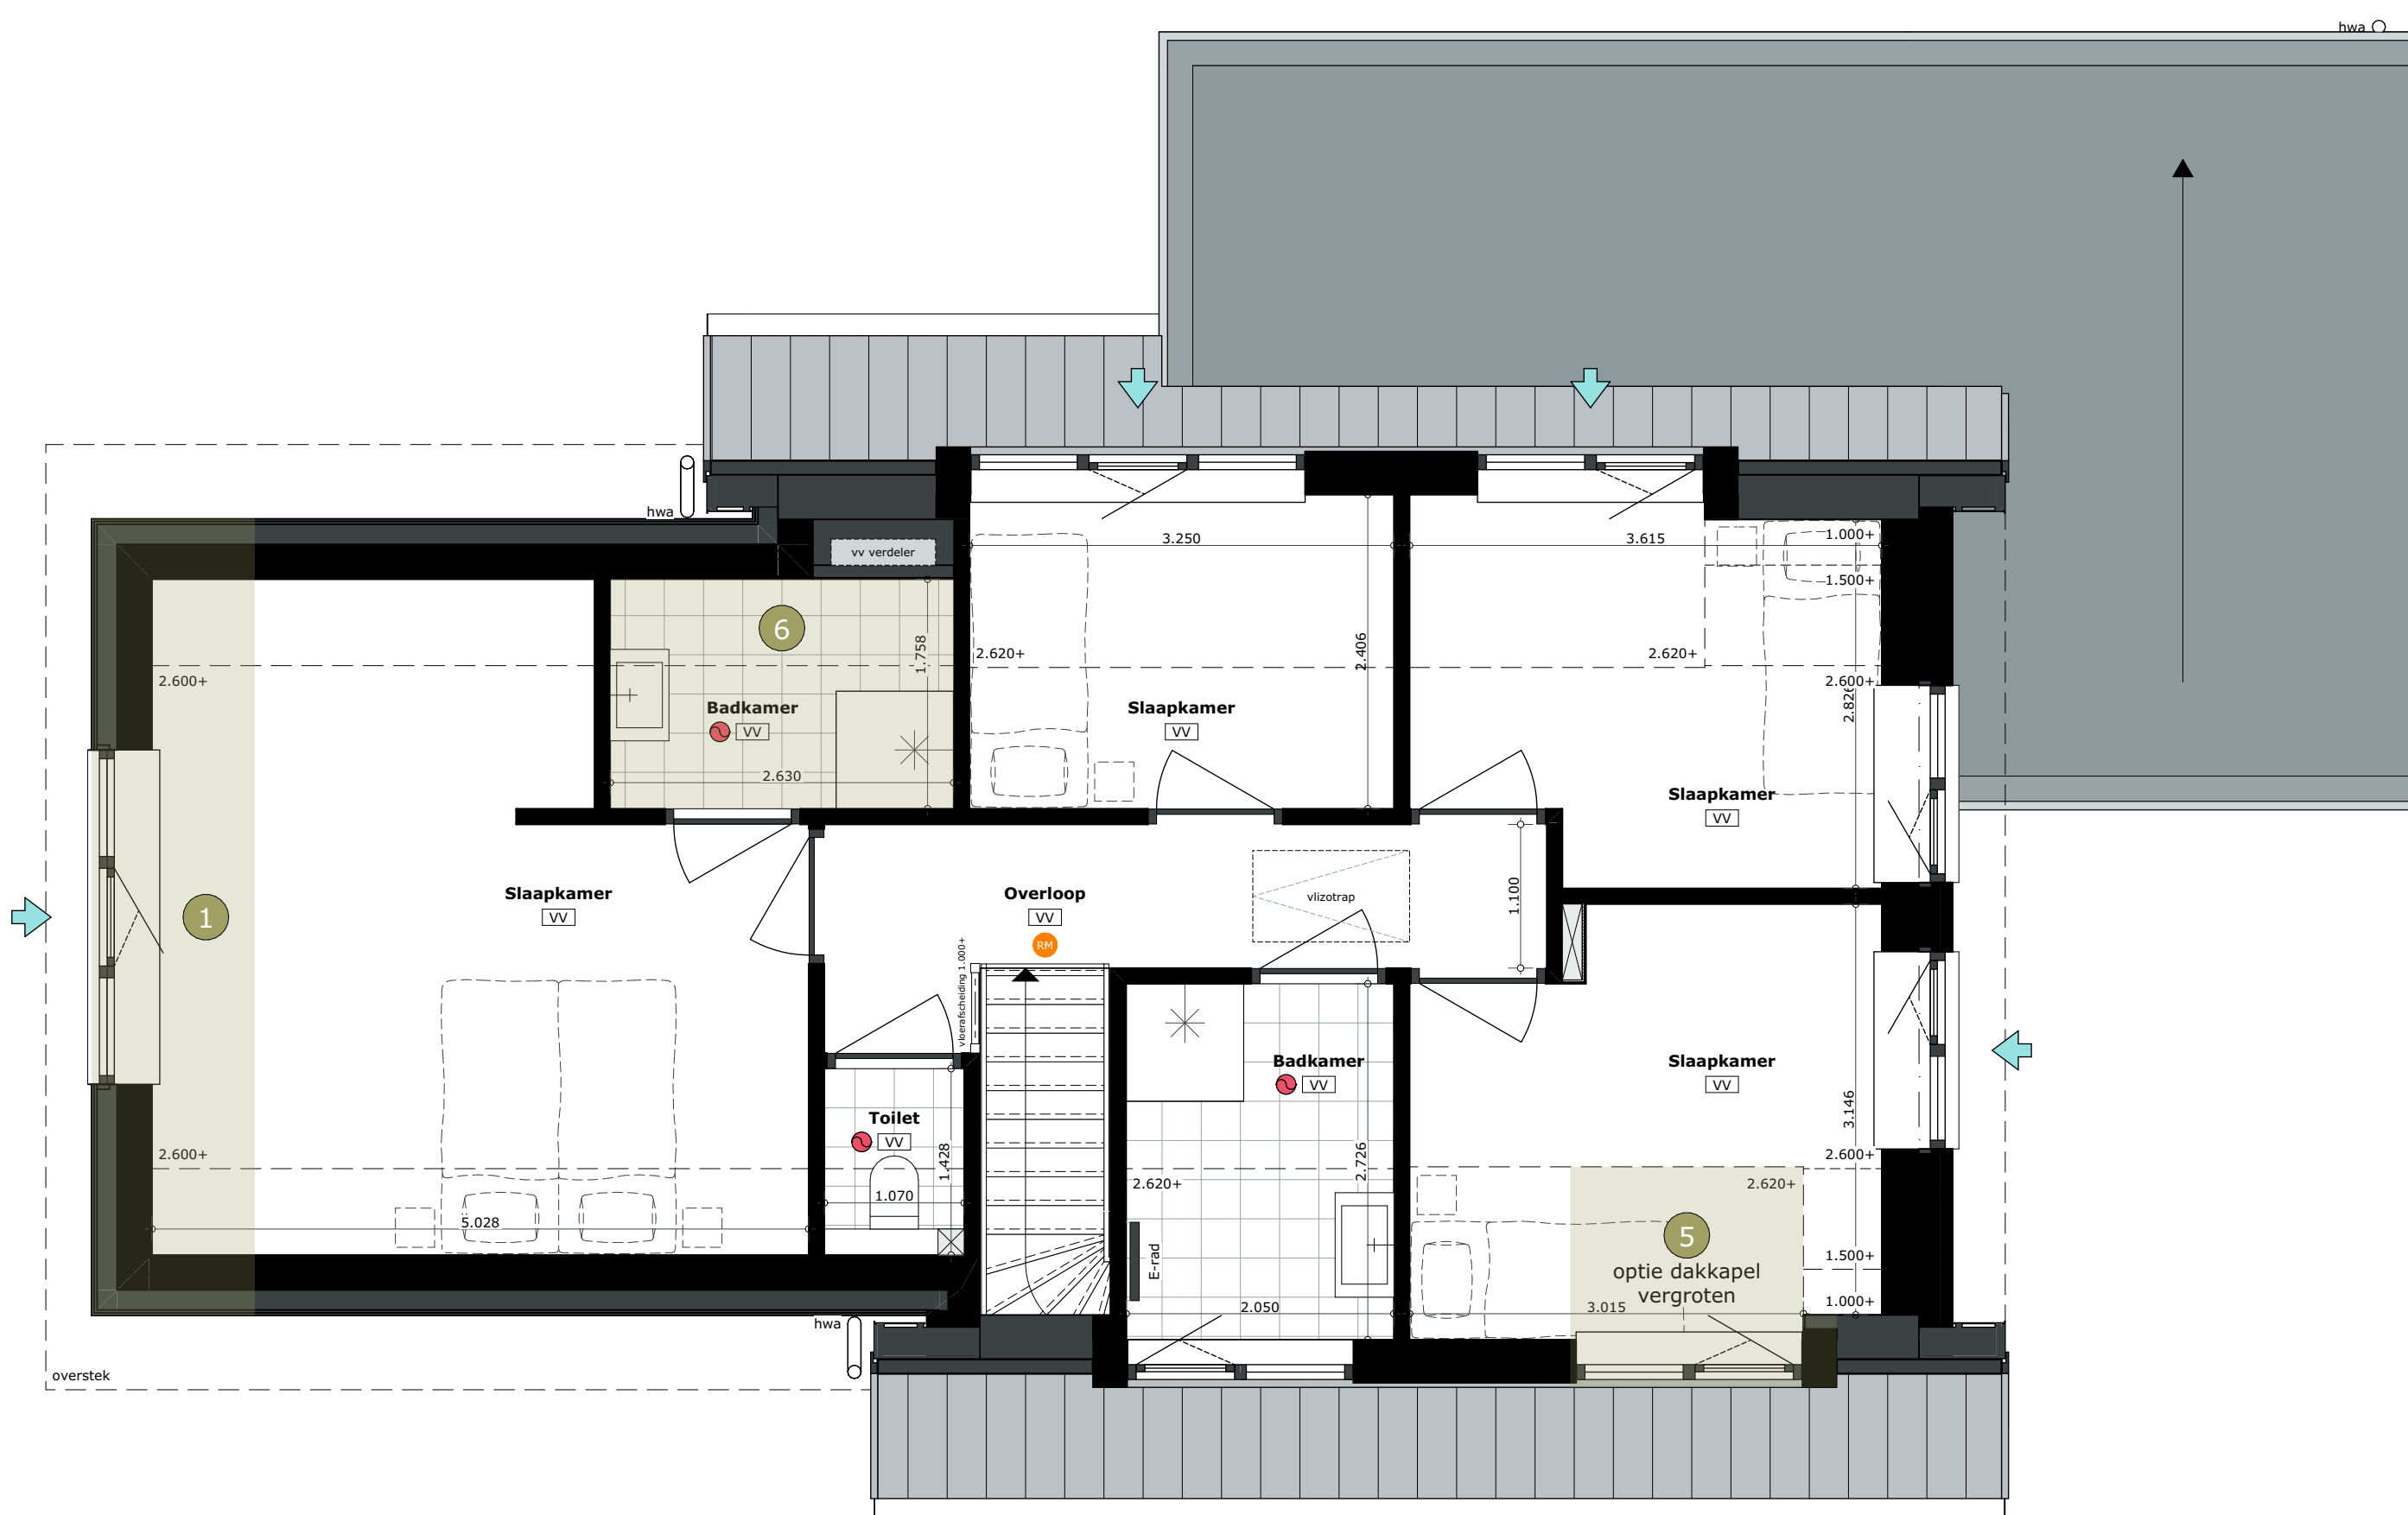 hwa
hwa
vv verdeler
3.250
3.615
1.000+
1.500+
6
1.758
2.406
2.620+
2.620+
2.600+
2.600+
2.826
Badkamer
VV
Slaapkamer
VV
2.630
Slaapkamer
VV
1
Slaapkamer
VV
Overloop
VV
RM
vlizotrap
1.100
vloerafscheiding 1.000+
Badkamer
VV
Slaapkamer
VV
Toilet
VV
1.428
3.146
2.600+
2.600+
2.726
2.620+
2.620+
1.070
5.028
5
optie dakkapel
vergroten
E-rad
1.500+
1.000+
2.050
3.015
hwa
overstek